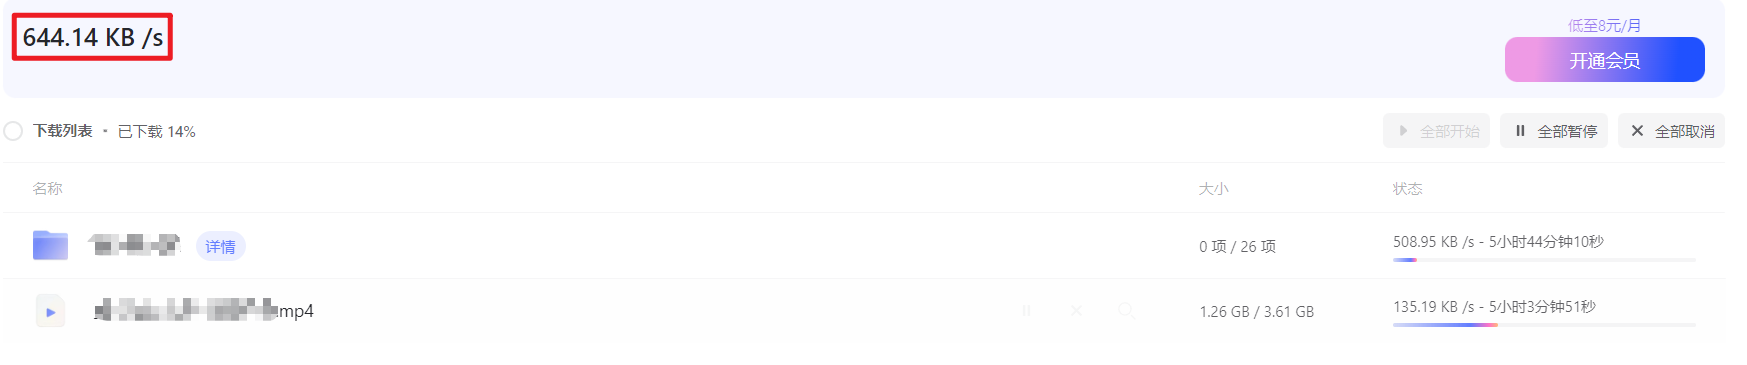 644.14 KB /s
低至8元/月
开通会员
下载列表 · 已下载 14%
全部开始 全部暂停 全部取消
名称 大小 状态
详情 0 项 / 26 项 508.95 KB /s - 5小时44分钟10秒
.mp4 1.26 GB / 3.61 GB 135.19 KB /s - 5小时3分钟51秒